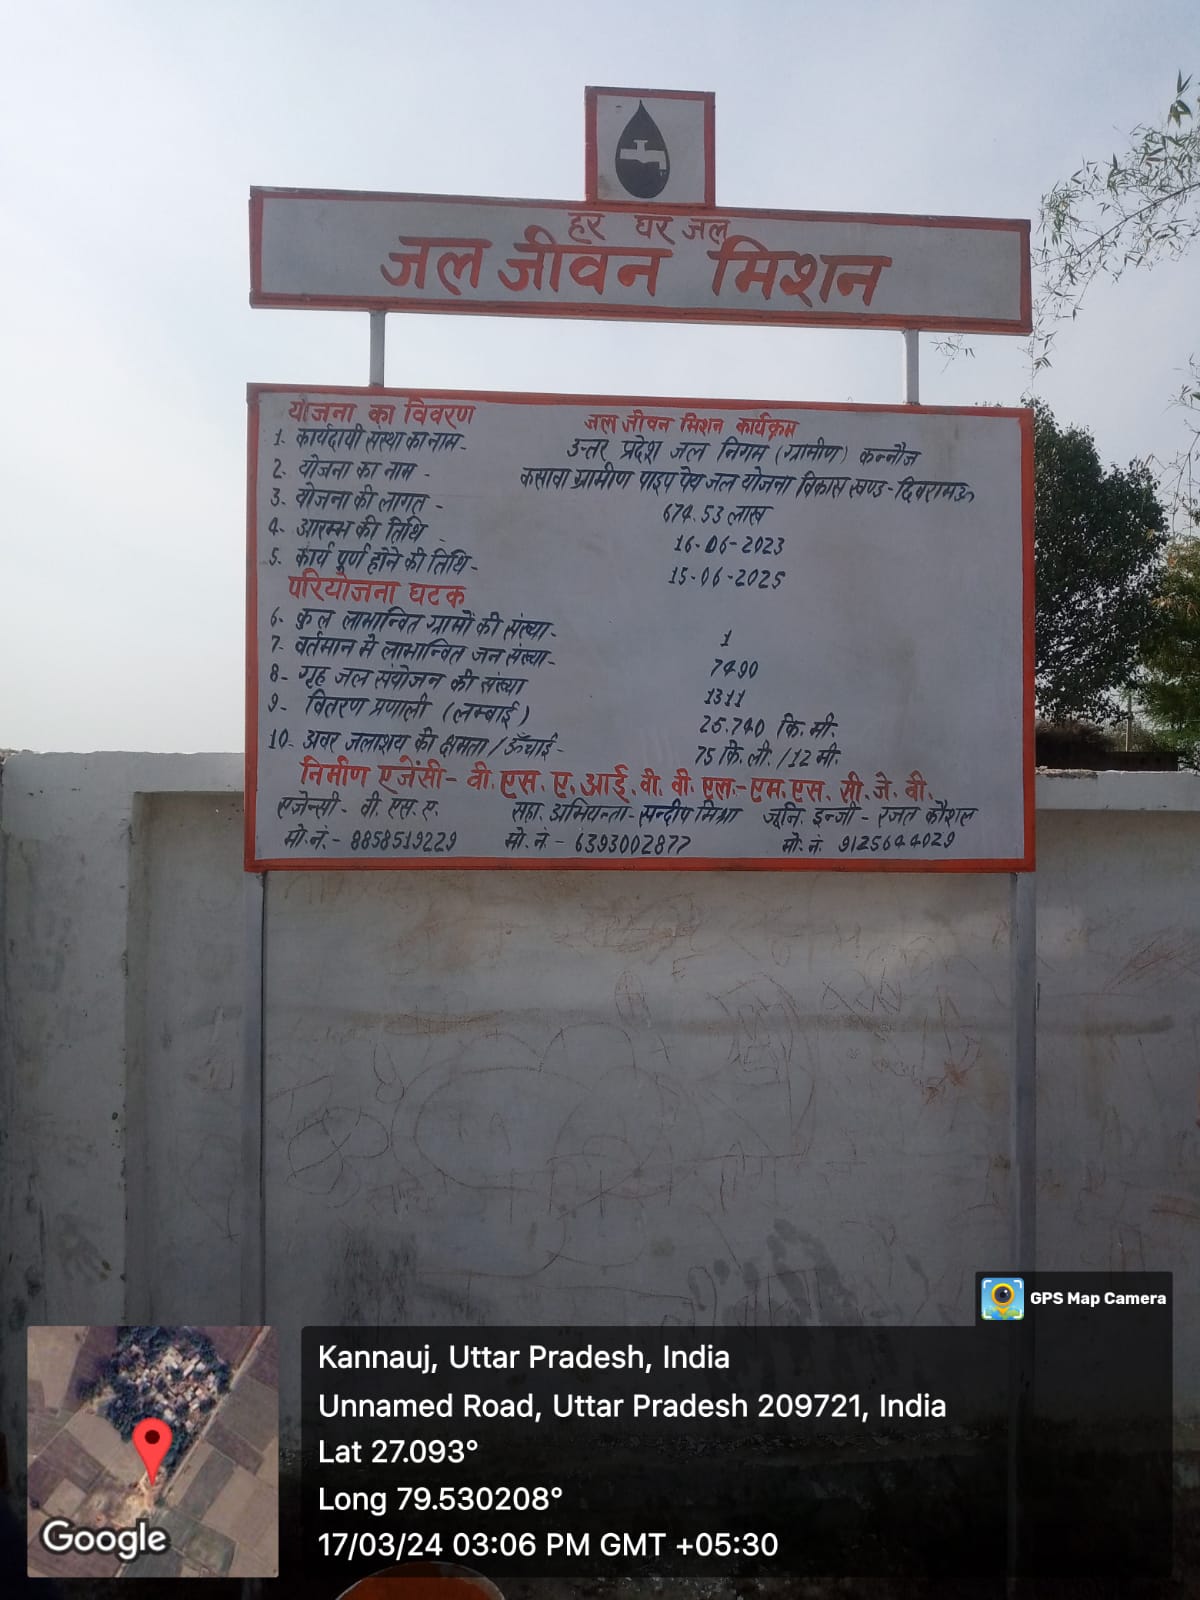 हर घर जल
जल जीवन मिशन
योजना का विवरण जल जीवन मिशन कार्यक्रम
1. कार्यदायी संस्था का नाम - उत्तर प्रदेश जल निगम (ग्रामीण) कन्नौज
2. योजना का नाम - कसावा ग्रामीण पाइप पेय जल योजना विकास खण्ड - छिबरामऊ
3. योजना की लागत - 674.53 लाख
4. आरम्भ की तिथि - 16-06-2023
5. कार्य पूर्ण होने की तिथि - 15-06-2025
परियोजना घटक
6- कुल लाभान्वित ग्रामों की संख्या- 1
7- वर्तमान मे लाभान्वित जन संख्या- 7490
8- गृह जल संयोजन की संख्या 1311
9- वितरण प्रणाली (लम्बाई) 25.740 कि.मी.
10- अवर जलाशय की क्षमता / ऊँचाई - 75 कि.ली. /12 मी.
निर्माण एजेंसी - वी.एस.ए.आई.वी.वी.एल.- एम.एस.सी.जे.वी.
एजेन्सी - वी.एस.ए. सहा. अभियन्ता - सन्दीप मिश्रा जूनि. इन्जी - रजत कौशल
मो.नं. - 8858519229 मो.नं. - 6393002877 मो.नं. 9125644029
GPS Map Camera
Kannauj, Uttar Pradesh, India
Unnamed Road, Uttar Pradesh 209721, India
Lat 27.093°
Long 79.530208°
17/03/24 03:06 PM GMT +05:30
Google